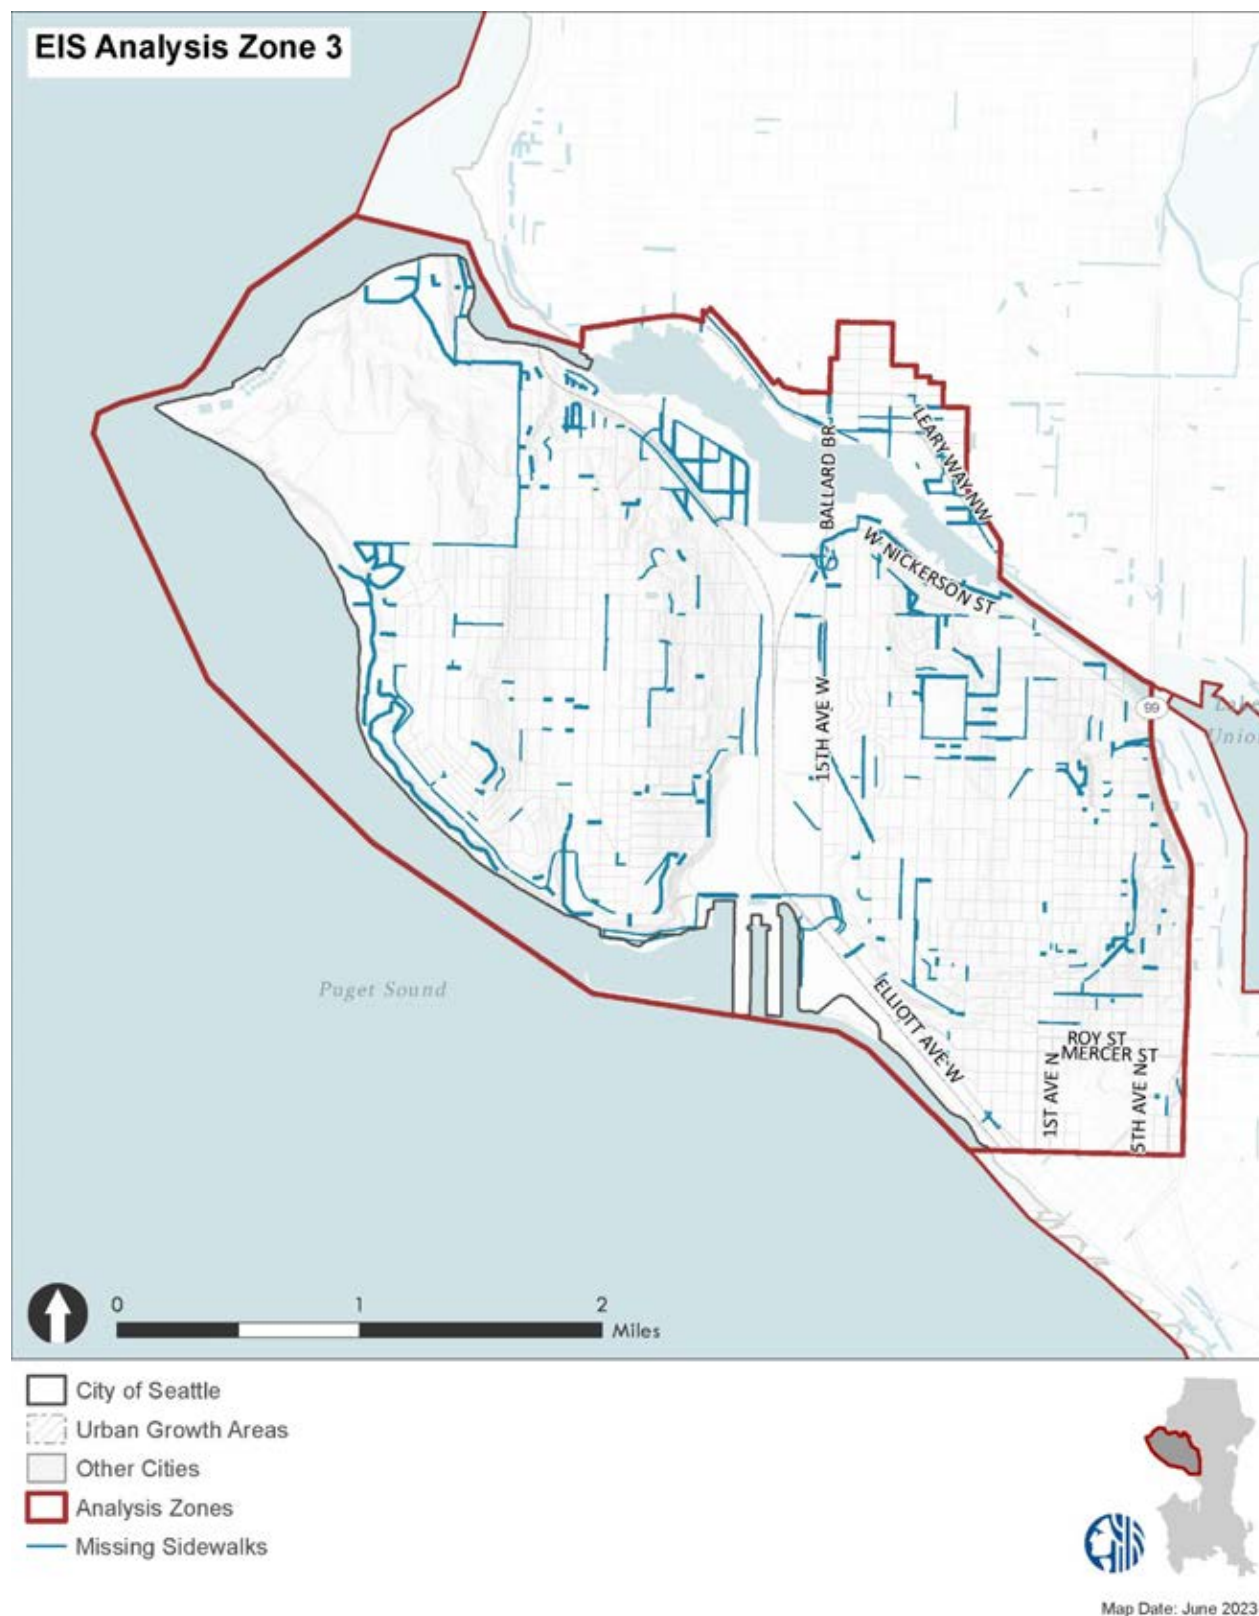 EIS Analysis Zone 3
BALLARD BR
LEARY WAY NW
W NICKERSON ST
15TH AVE W
99
Lake
Union
Puget Sound
ELLIOTT AVE W
ROY ST
MERCER ST
1ST AVE N
5TH AVE N
0 1 2
Miles
City of Seattle
Urban Growth Areas
Other Cities
Analysis Zones
Missing Sidewalks
Map Date: June 2023